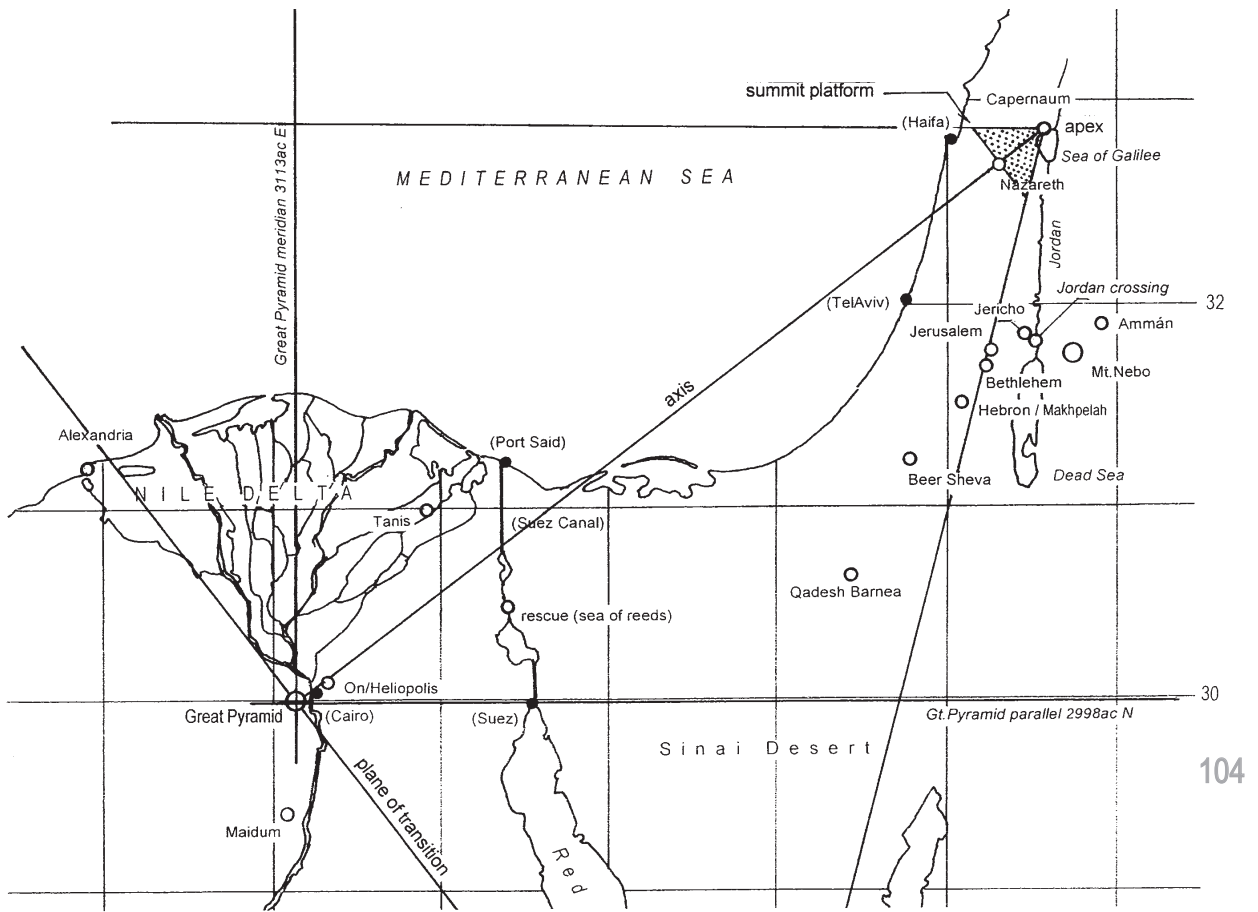 summit platform
Capernaum
(Haifa)
apex
Sea of Galilee
MEDITERRANEAN SEA
Nazareth
Great Pyramid meridian 3113ac E
Jordan
Jordan crossing
(TelAviv)
32
Jericho
Jerusalem
Ammán
Mt.Nebo
Bethlehem
axis
Hebron / Makhpelah
Alexandria
(Port Said)
Beer Sheva
Dead Sea
NILE DELTA
Tanis
(Suez Canal)
Qadesh Barnea
rescue (sea of reeds)
On/Heliopolis
30
Great Pyramid
(Cairo)
(Suez)
Gt.Pyramid parallel 2998ac N
Sinai Desert
104
plane of transition
Maidum
Red